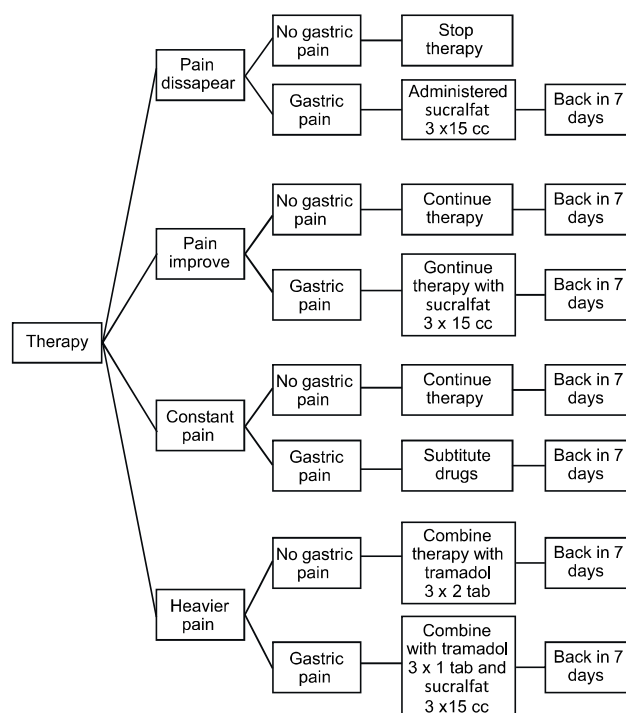 No gastric
pain
Stop
therapy
Pain
dissapear
Gastric
pain
Administered
sucralfat
3 x15 cc
Back in 7
days
No gastric
pain
Continue
therapy
Back in 7
days
Pain
improve
Gastric
pain
Gontinue
therapy with
sucralfat
3 x 15 cc
Back in 7
days
Therapy
No gastric
pain
Continue
therapy
Back in 7
days
Constant
pain
Gastric
pain
Subtitute
drugs
Back in 7
days
No gastric
pain
Combine
therapy with
tramadol
3 x 2 tab
Back in 7
days
Heavier
pain
Gastric
pain
Combine
with tramadol
3 x 1 tab and
sucralfat
3 x15 cc
Back in 7
days